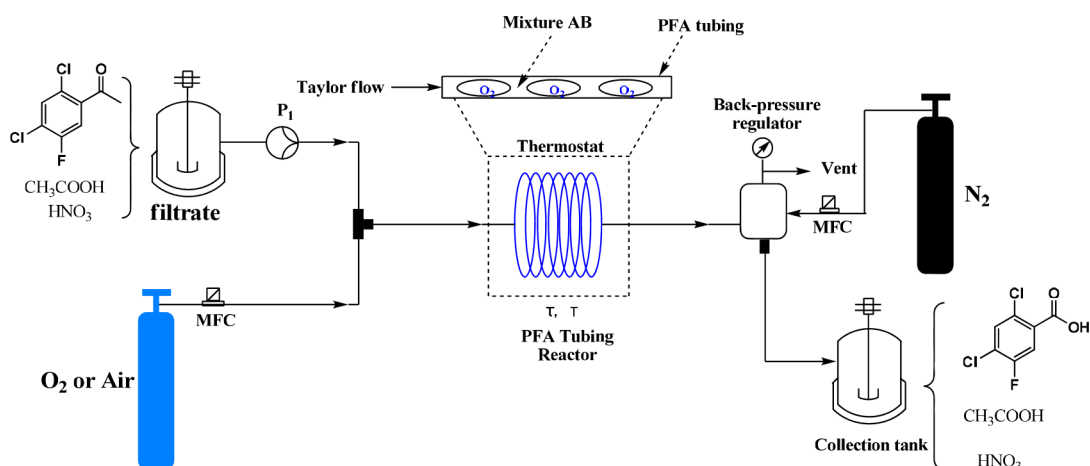 Mixture AB
PFA tubing
Taylor flow
O₂
O₂
O₂
Cl
O
Cl
F
CH₃COOH
HNO₃
filtrate
P₁
Thermostat
Back-pressure
regulator
Vent
MFC
N₂
MFC
O₂ or Air
τ, T
PFA Tubing
Reactor
Cl
O
OH
Cl
F
CH₃COOH
HNO₃
Collection tank